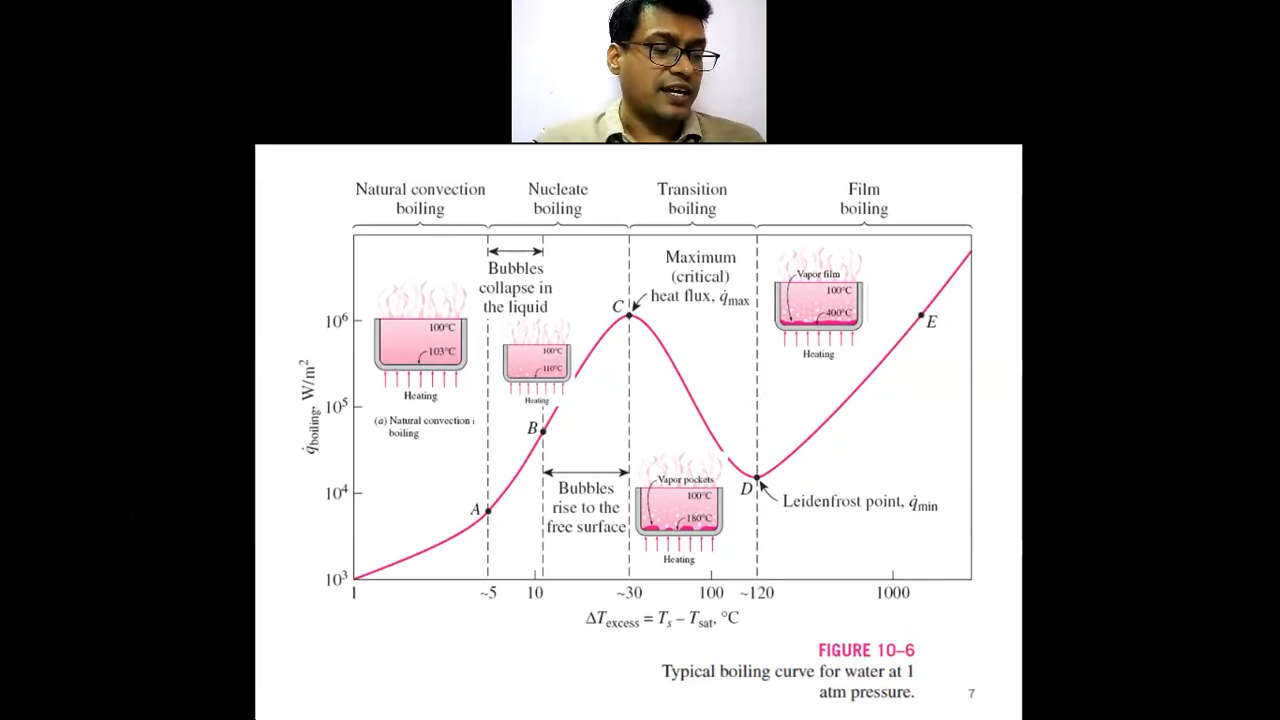 Natural convection
boiling
Nucleate
boiling
Transition
boiling
Film
boiling
Bubbles
collapse in
the liquid
Maximum
(critical)
heat flux, q̇max
Vapor film
100°C
400°C
Heating
100°C
103°C
Heating
(a) Natural convection
boiling
100°C
110°C
Heating
C
E
B
A
D
Bubbles
rise to the
free surface
Vapor pockets
100°C
180°C
Heating
Leidenfrost point, q̇min
q̇boiling, W/m²
10⁶
10⁵
10⁴
10³
1
~5
10
~30
100
~120
1000
ΔTexcess = Ts – Tsat, °C
FIGURE 10–6
Typical boiling curve for water at 1
atm pressure.
7